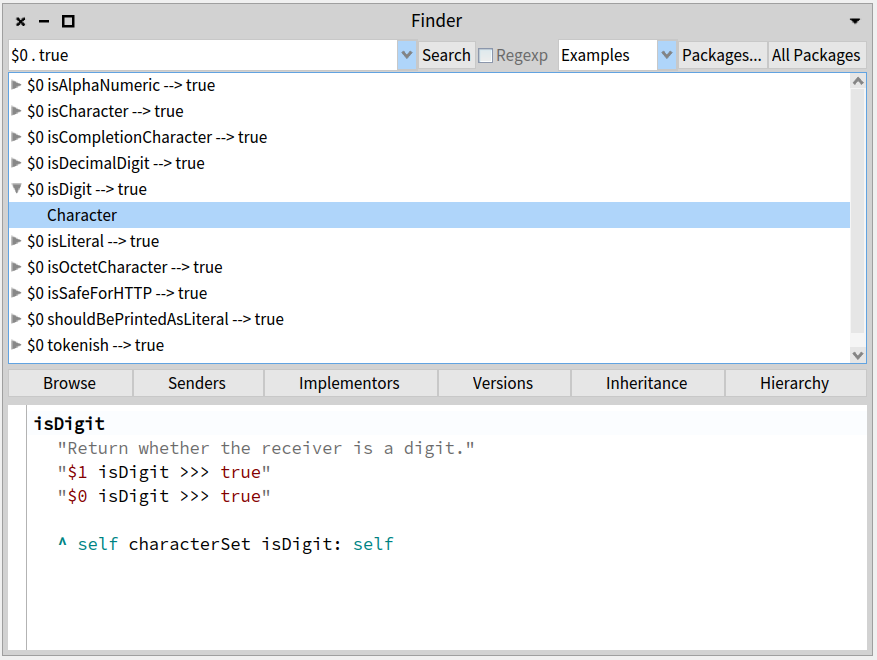 Finder
$0 . true Search Regexp Examples Packages... All Packages
$0 isAlphaNumeric --> true
$0 isCharacter --> true
$0 isCompletionCharacter --> true
$0 isDecimalDigit --> true
$0 isDigit --> true
Character
$0 isLiteral --> true
$0 isOctetCharacter --> true
$0 isSafeForHTTP --> true
$0 shouldBePrintedAsLiteral --> true
$0 tokenish --> true
Browse Senders Implementors Versions Inheritance Hierarchy
isDigit
"Return whether the receiver is a digit."
"$1 isDigit >>> true"
"$0 isDigit >>> true"
^ self characterSet isDigit: self